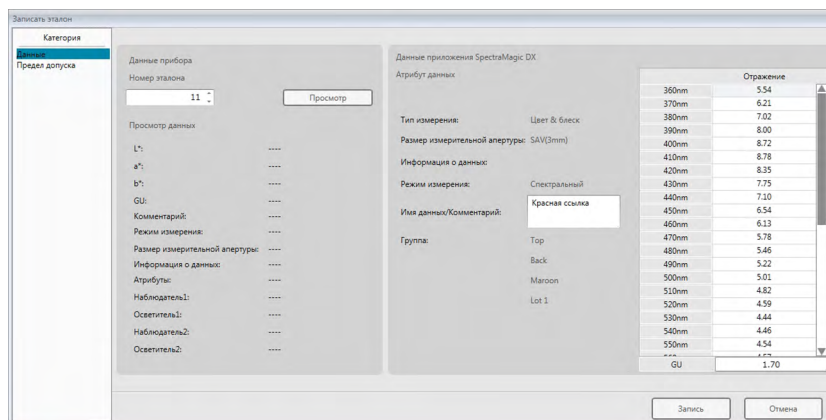 Записать эталон
Категория
Данные
Предел допуска
Данные прибора
Номер эталона
11
Просмотр
Просмотр данных
L*: ----
a*: ----
b*: ----
GU: ----
Комментарий: ----
Режим измерения: ----
Размер измерительной апертуры: ----
Информация о данных: ----
Атрибуты: ----
Наблюдатель1: ----
Осветитель1: ----
Наблюдатель2: ----
Осветитель2: ----
Данные приложения SpectraMagic DX
Атрибут данных
Тип измерения: Цвет & блеск
Размер измерительной апертуры: SAV(3mm)
Информация о данных:
Режим измерения: Спектральный
Имя данных/Комментарий: Красная ссылка
Группа: Top
Back
Maroon
Lot 1
Отражение
360nm 5.54
370nm 6.21
380nm 7.02
390nm 8.00
400nm 8.72
410nm 8.78
420nm 8.35
430nm 7.75
440nm 7.10
450nm 6.54
460nm 6.13
470nm 5.78
480nm 5.46
490nm 5.22
500nm 5.01
510nm 4.82
520nm 4.59
530nm 4.44
540nm 4.46
550nm 4.54
GU 1.70
Запись
Отмена